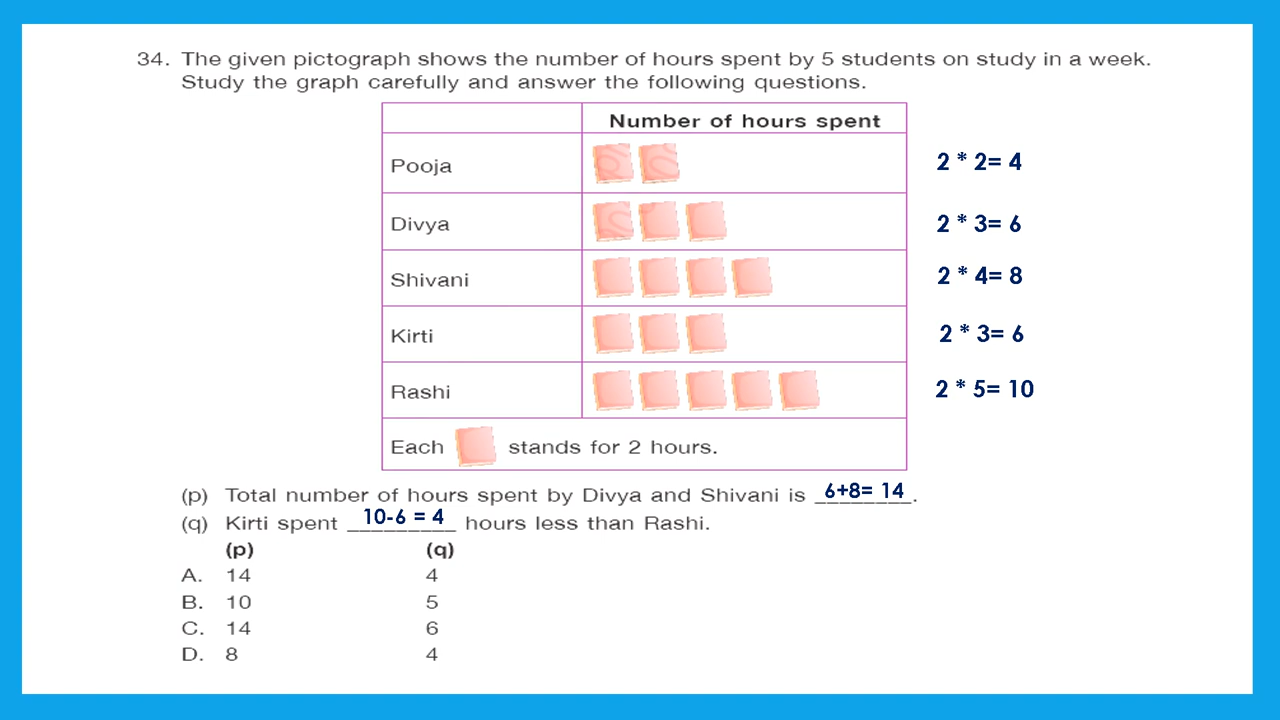 34. The given pictograph shows the number of hours spent by 5 students on study in a week.
Study the graph carefully and answer the following questions.
Number of hours spent
Pooja 2 * 2= 4
Divya 2 * 3= 6
Shivani 2 * 4= 8
Kirti 2 * 3= 6
Rashi 2 * 5= 10
Each stands for 2 hours.
(p) Total number of hours spent by Divya and Shivani is 6+8= 14.
(q) Kirti spent 10-6 = 4 hours less than Rashi.
(p) (q)
A. 14 4
B. 10 5
C. 14 6
D. 8 4